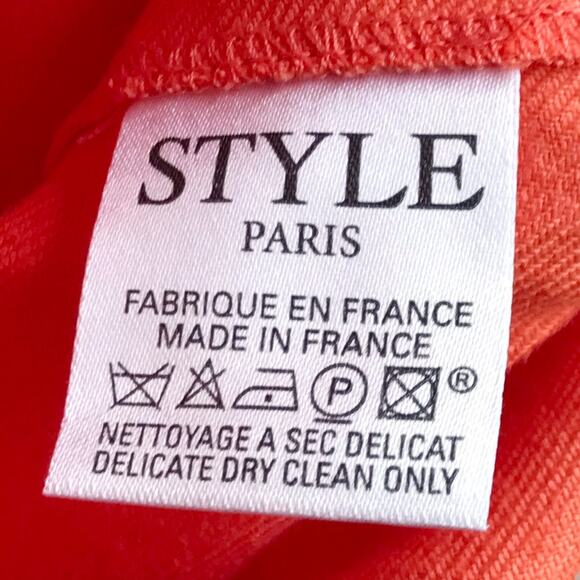 STYLE
PARIS
FABRIQUE EN FRANCE
MADE IN FRANCE
P ®
NETTOYAGE A SEC DELICAT
DELICATE DRY CLEAN ONLY